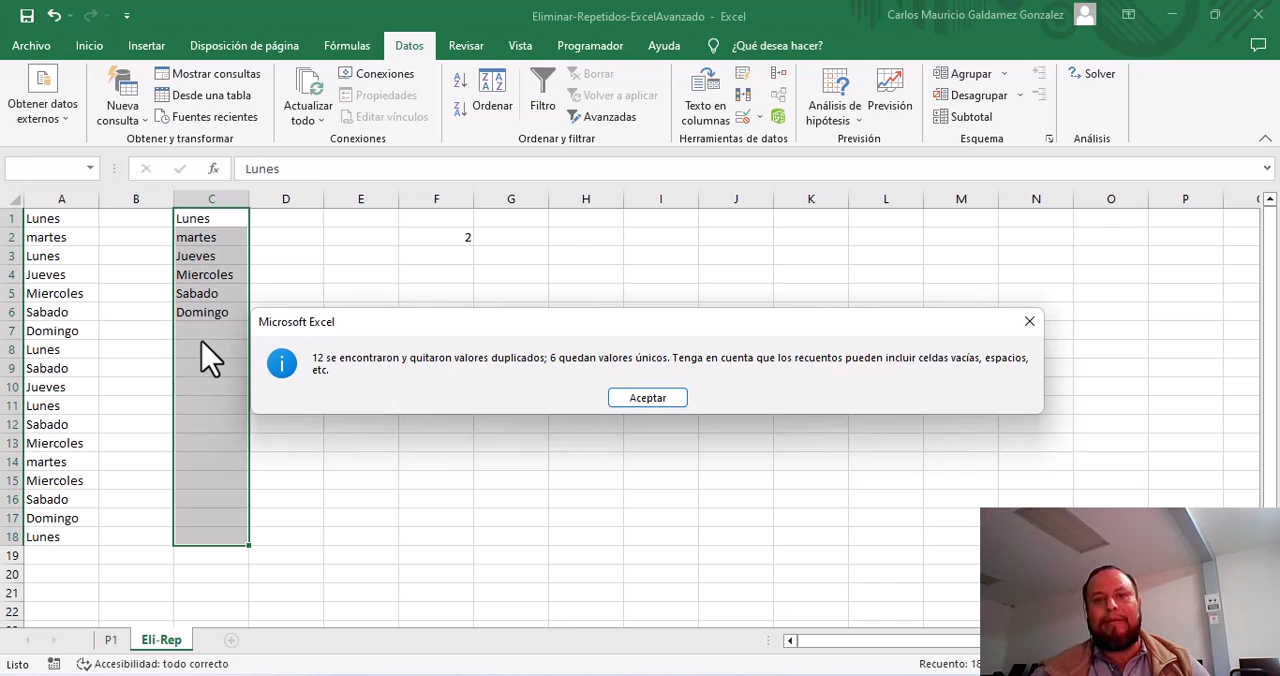 Eliminar-Repetidos-ExcelAvanzado - Excel
Carlos Mauricio Galdamez Gonzalez
Archivo Inicio Insertar Disposición de página Fórmulas Datos Revisar Vista Programador Ayuda ¿Qué desea hacer?
Obtener datos externos
Nueva consulta
Mostrar consultas
Desde una tabla
Fuentes recientes
Obtener y transformar
Actualizar todo
Conexiones
Propiedades
Editar vínculos
Conexiones
Ordenar
Filtro
Borrar
Volver a aplicar
Avanzadas
Ordenar y filtrar
Texto en columnas
Herramientas de datos
Análisis de hipótesis
Previsión
Previsión
Agrupar
Desagrupar
Subtotal
Esquema
Solver
Análisis
fx Lunes
A B C D E F G H I J K L M N O P
1 Lunes Lunes
2 martes martes 2
3 Lunes Jueves
4 Jueves Miercoles
5 Miercoles Sabado
6 Sabado Domingo
7 Domingo
8 Lunes
9 Sabado
10 Jueves
11 Lunes
12 Sabado
13 Miercoles
14 martes
15 Miercoles
16 Sabado
17 Domingo
18 Lunes
19
20
21
22
Microsoft Excel
12 se encontraron y quitaron valores duplicados; 6 quedan valores únicos. Tenga en cuenta que los recuentos pueden incluir celdas vacías, espacios,
etc.
Aceptar
P1 Eli-Rep
Listo Accesibilidad: todo correcto Recuento: 18